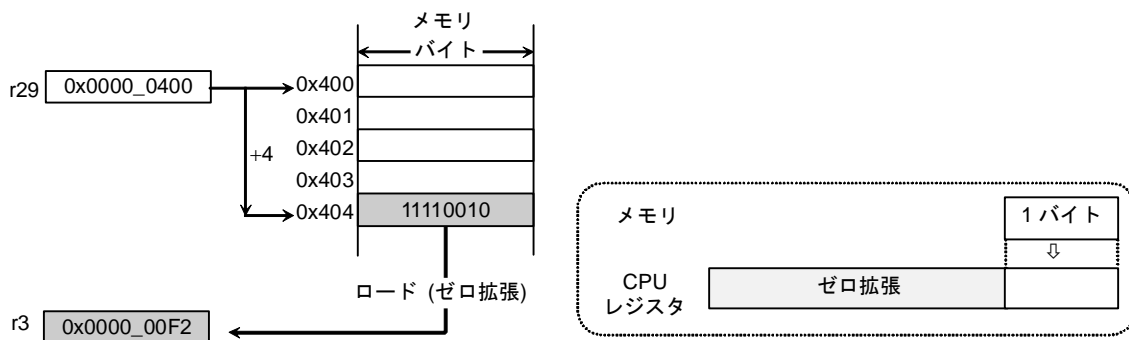 メモリ
バイト
r29 0x0000_0400
0x400
0x401
0x402
+4
0x403
0x404 11110010
ロード (ゼロ拡張)
r3 0x0000_00F2
メモリ 1 バイト
⇩
CPU
レジスタ
ゼロ拡張